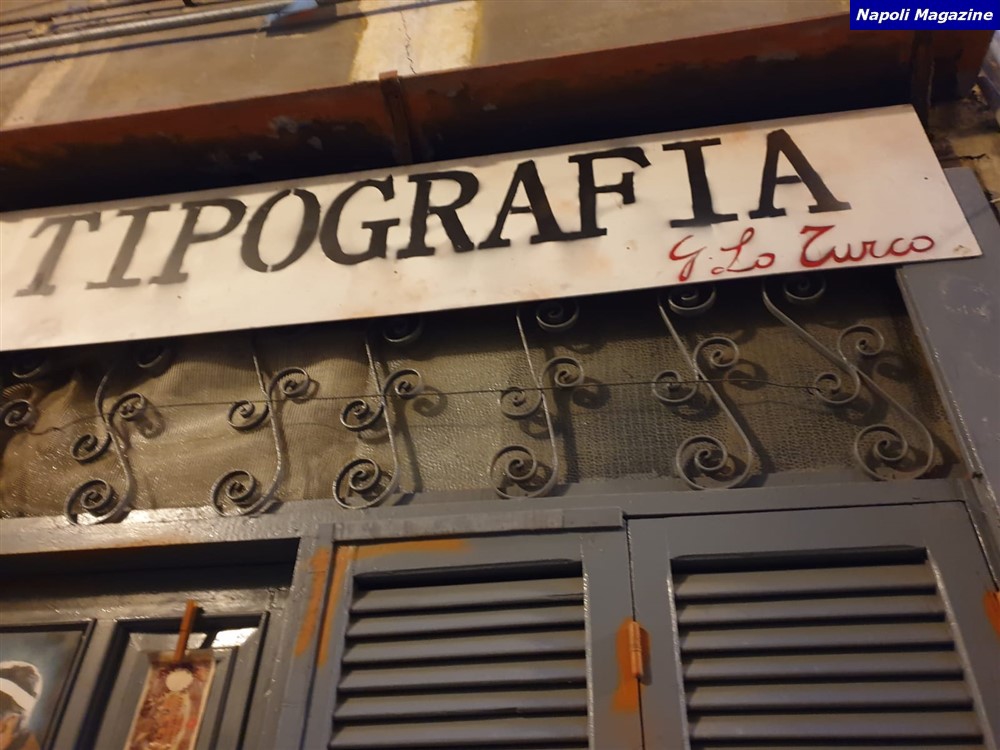 Napoli Magazine
TIPOGRAFIA
G. Lo Turco